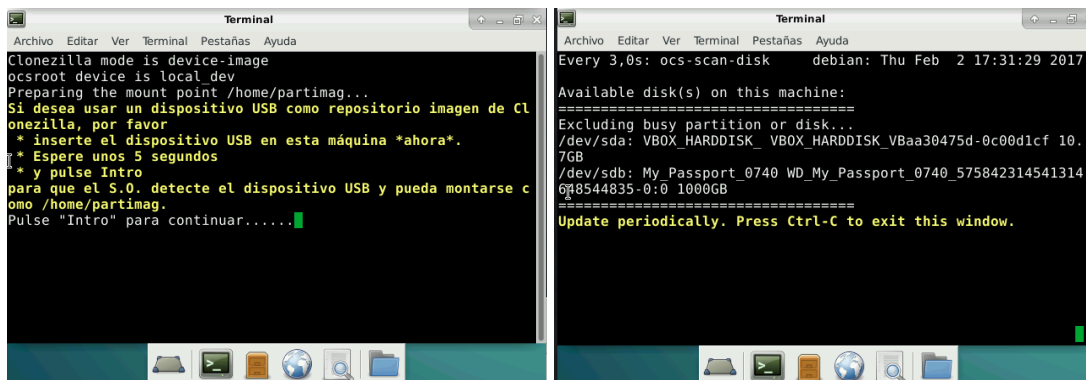 Terminal
Archivo Editar Ver Terminal Pestañas Ayuda
Clonezilla mode is device-image
ocsroot device is local_dev
Preparing the mount point /home/partimag...
Si desea usar un dispositivo USB como repositorio imagen de Cl
onezilla, por favor
* inserte el dispositivo USB en esta máquina *ahora*.
* Espere unos 5 segundos
* y pulse Intro
para que el S.O. detecte el dispositivo USB y pueda montarse c
omo /home/partimag.
Pulse "Intro" para continuar......
Terminal
Archivo Editar Ver Terminal Pestañas Ayuda
Every 3,0s: ocs-scan-disk debian: Thu Feb 2 17:31:29 2017
Available disk(s) on this machine:
===================================
Excluding busy partition or disk...
/dev/sda: VBOX_HARDDISK_ VBOX_HARDDISK_VBaa30475d-0c00d1cf 10.
7GB
/dev/sdb: My_Passport_0740 WD_My_Passport_0740_575842314541314
648544835-0:0 1000GB
===================================
Update periodically. Press Ctrl-C to exit this window.